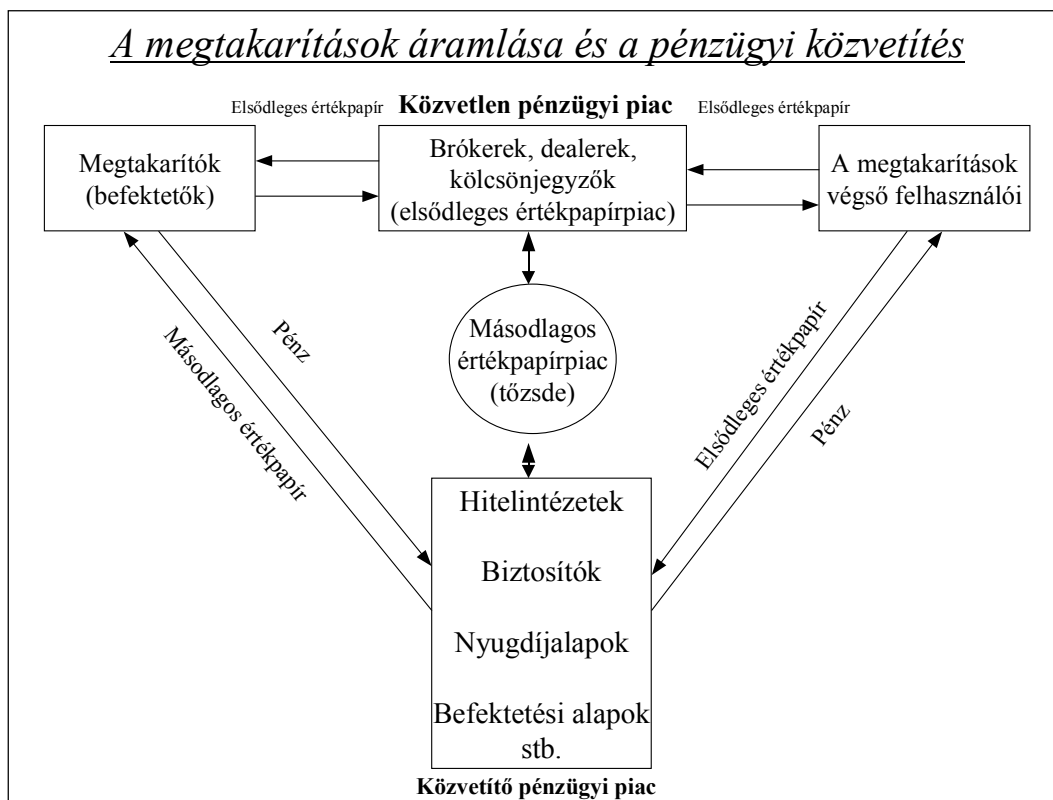 A megtakarítások áramlása és a pénzügyi közvetítés
Elsődleges értékpapír
Közvetlen pénzügyi piac
Elsődleges értékpapír
Megtakarítók
(befektetők)
Brókerek, dealerek,
kölcsönjegyzők
(elsődleges értékpapírpiac)
A megtakarítások
végső felhasználói
Másodlagos
értékpapírpiac
(tőzsde)
Pénz
Másodlagos értékpapír
Elsődleges értékpapír
Pénz
Hitelintézetek
Biztosítók
Nyugdíjalapok
Befektetési alapok
stb.
Közvetítő pénzügyi piac